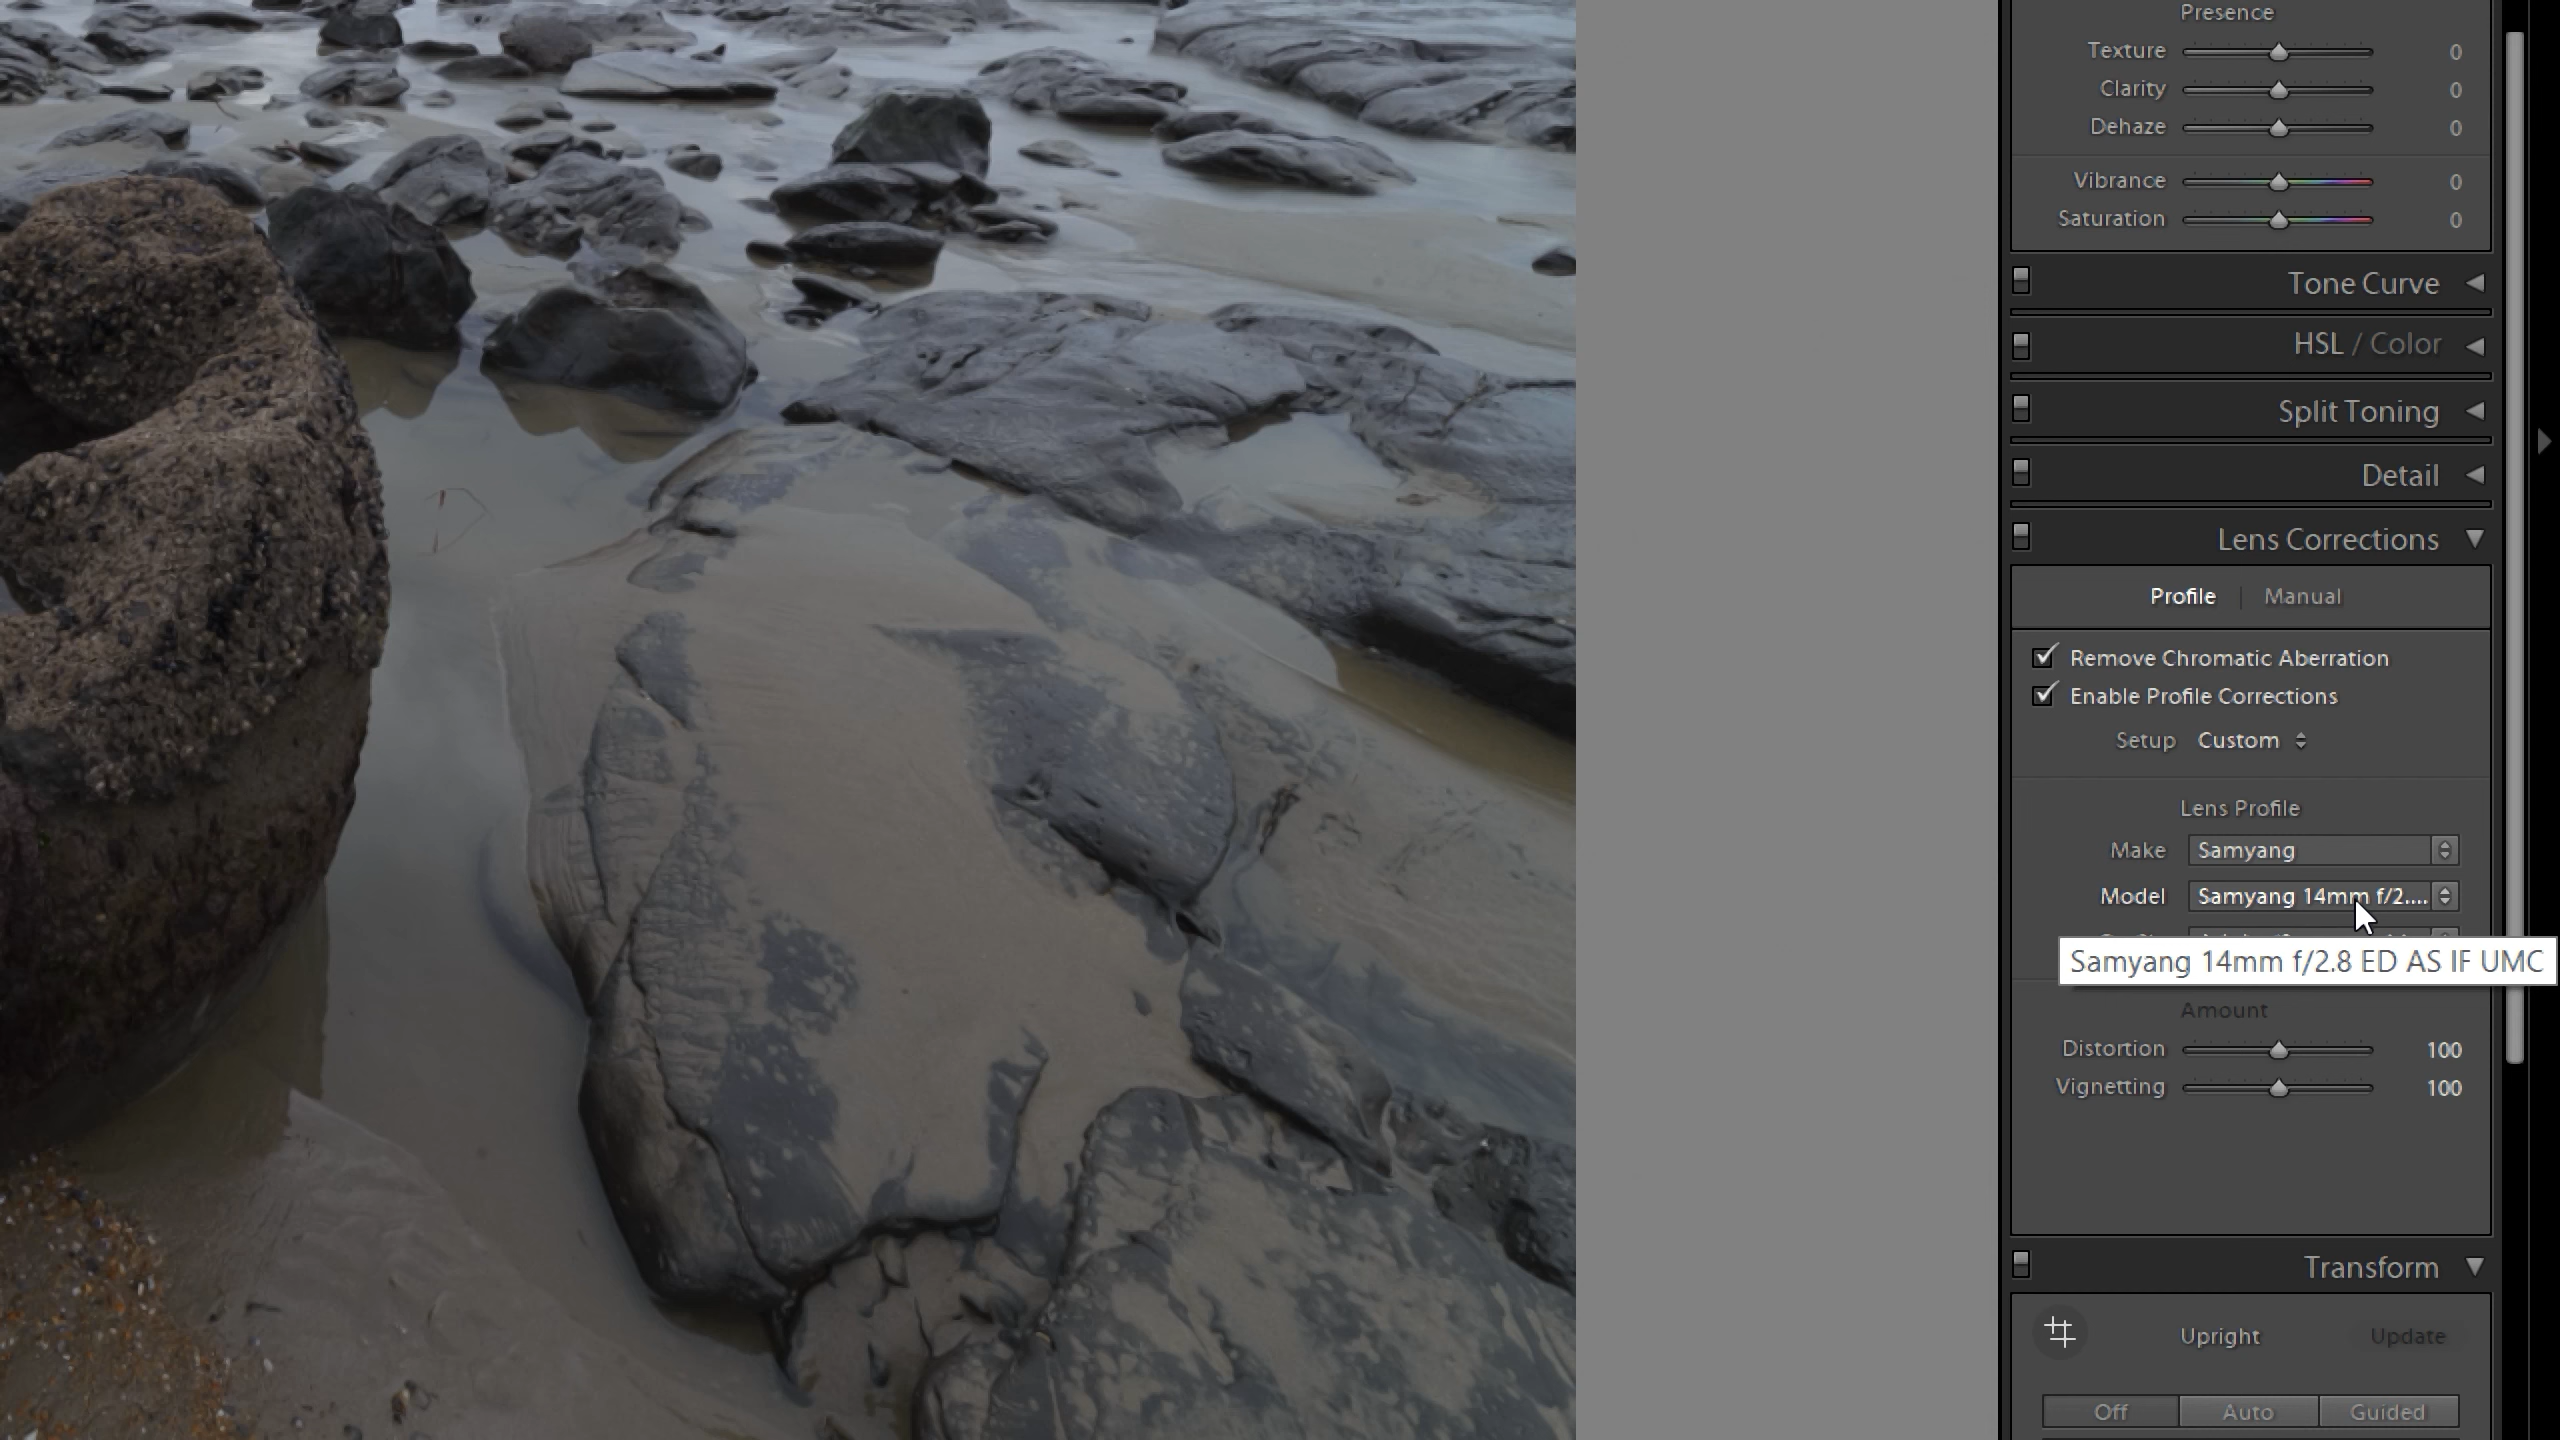 Presence
Texture 0
Clarity 0
Dehaze 0
Vibrance 0
Saturation 0
Tone Curve
HSL / Color
Split Toning
Detail
Lens Corrections
Profile | Manual
Remove Chromatic Aberration
Enable Profile Corrections
Setup Custom
Lens Profile
Make Samyang
Model Samyang 14mm f/2....
Samyang 14mm f/2.8 ED AS IF UMC
Amount
Distortion 100
Vignetting 100
Transform
Upright Update
Off Auto Guided